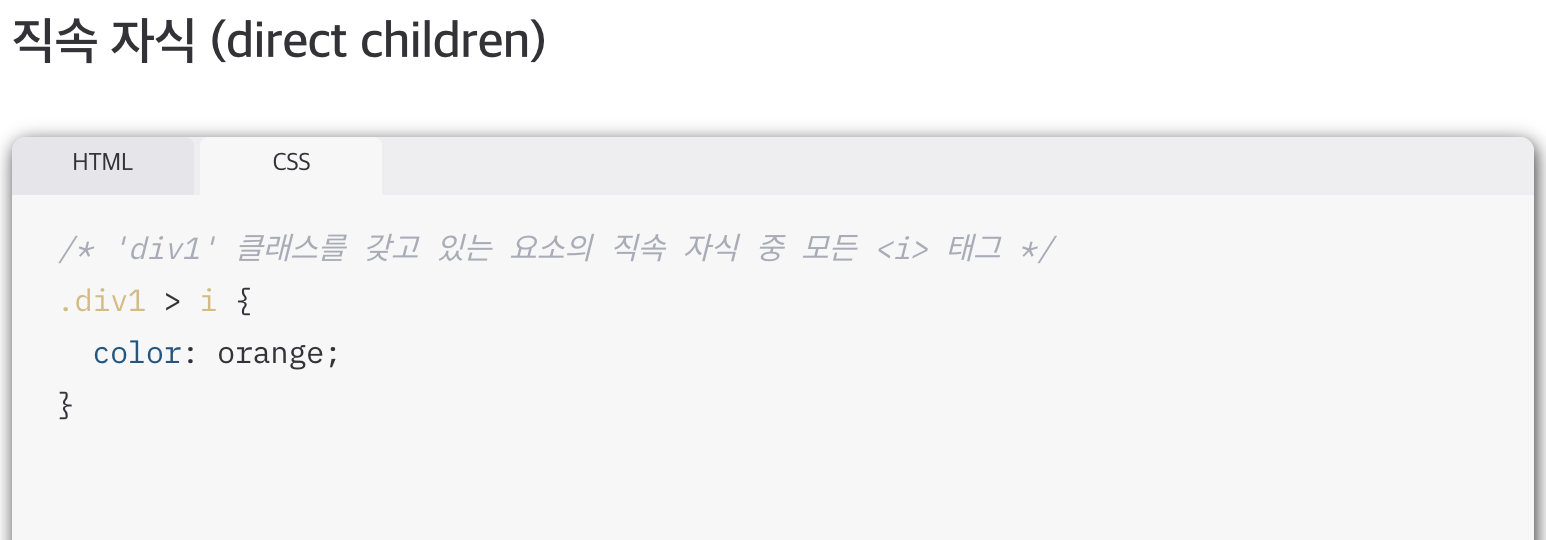 직속 자식 (direct children)
HTML
CSS
/* 'div1' 클래스를 갖고 있는 요소의 직속 자식 중 모든 <i> 태그 */
.div1 > i {
  color: orange;
}